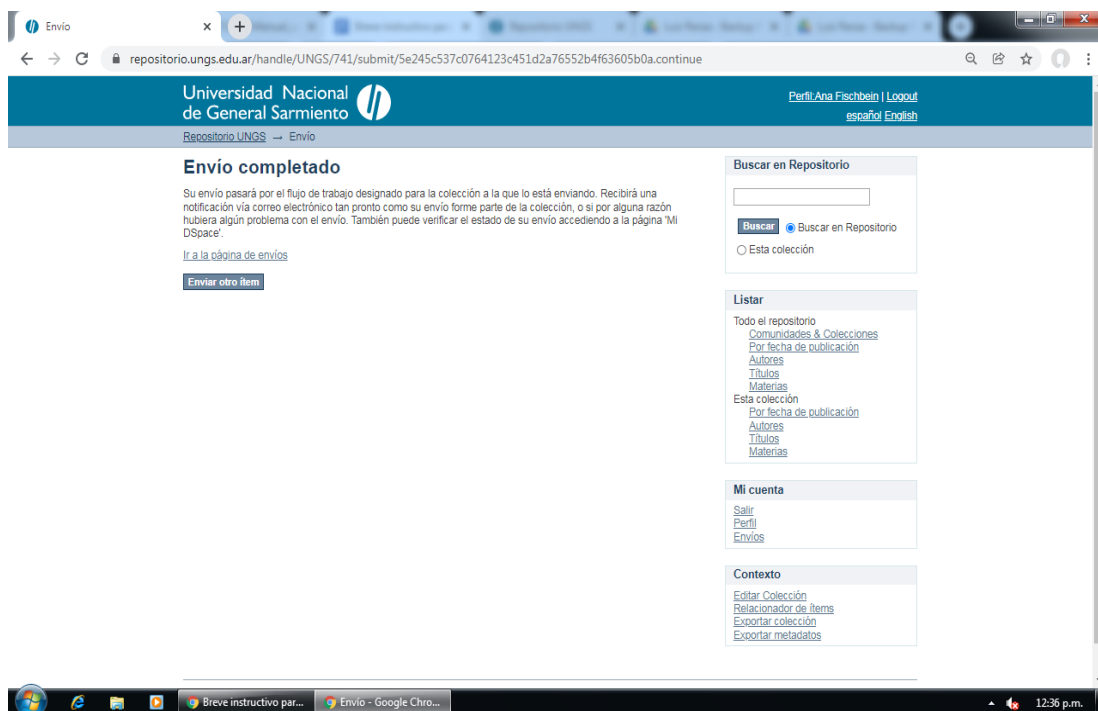 Envío
repositorio.ungs.edu.ar/handle/UNGS/741/submit/5e245c537c0764123c451d2a76552b4f63605b0a.continue
Universidad Nacional
de General Sarmiento
Perfil:Ana Fischbein | Logout
español English
Repositorio UNGS → Envío
Envío completado
Su envío pasará por el flujo de trabajo designado para la colección a la que lo está enviando. Recibirá una
notificación vía correo electrónico tan pronto como su envío forme parte de la colección, o si por alguna razón
hubiera algún problema con el envío. También puede verificar el estado de su envío accediendo a la página 'Mi
DSpace'.
Ir a la página de envíos
Enviar otro ítem
Buscar en Repositorio
Buscar
Buscar en Repositorio
Esta colección
Listar
Todo el repositorio
Comunidades & Colecciones
Por fecha de publicación
Autores
Títulos
Materias
Esta colección
Por fecha de publicación
Autores
Títulos
Materias
Mi cuenta
Salir
Perfil
Envíos
Contexto
Editar Colección
Relacionador de ítems
Exportar colección
Exportar metadatos
Breve instructivo par...
Envío - Google Chro...
12:36 p.m.